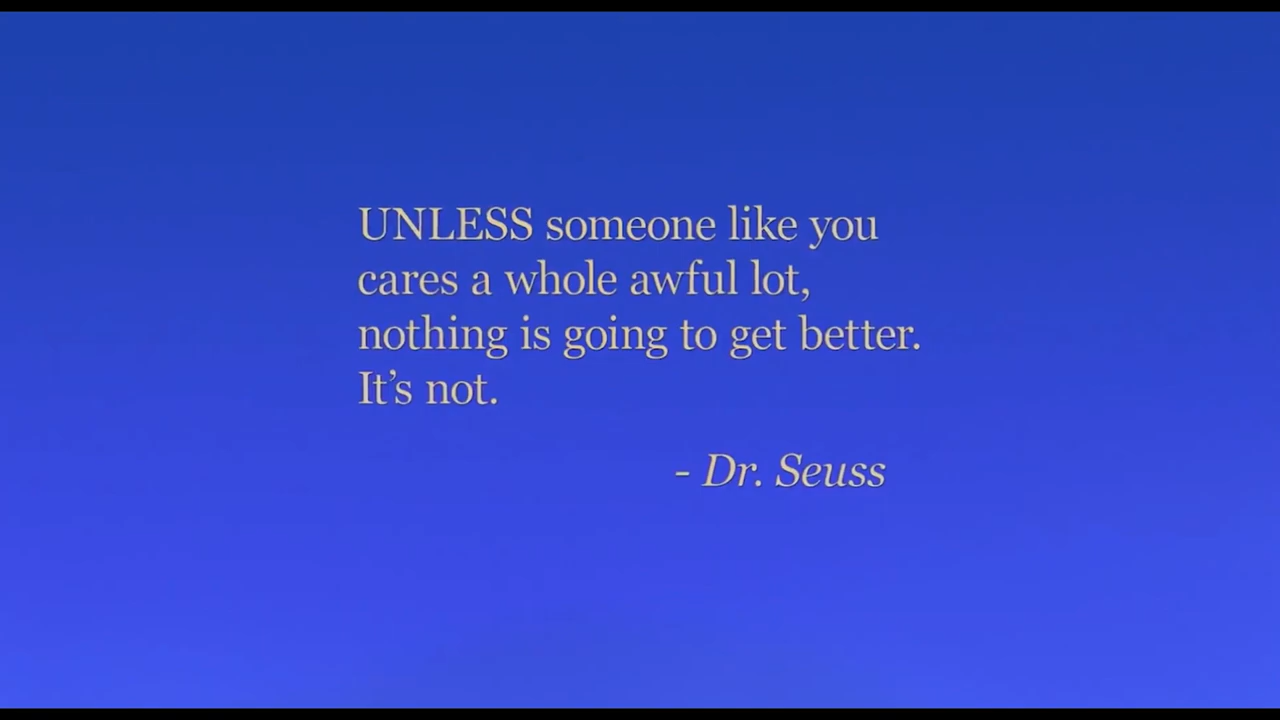 UNLESS someone like you
cares a whole awful lot,
nothing is going to get better.
It’s not.
- Dr. Seuss